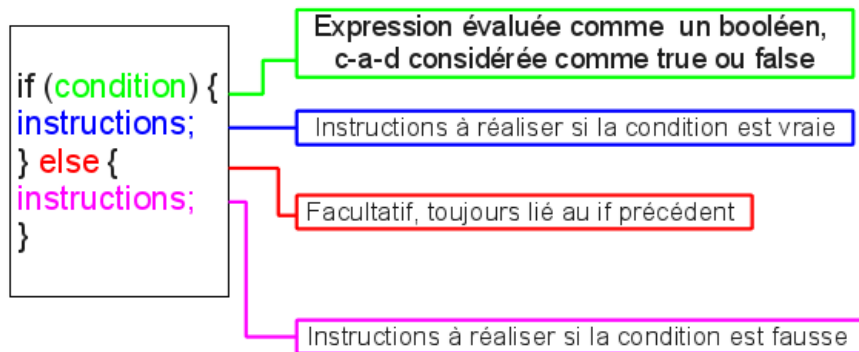 if (condition) {
instructions;
} else {
instructions;
}
Expression évaluée comme un booléen,
c-a-d considérée comme true ou false
Instructions à réaliser si la condition est vraie
Facultatif, toujours lié au if précédent
Instructions à réaliser si la condition est fausse